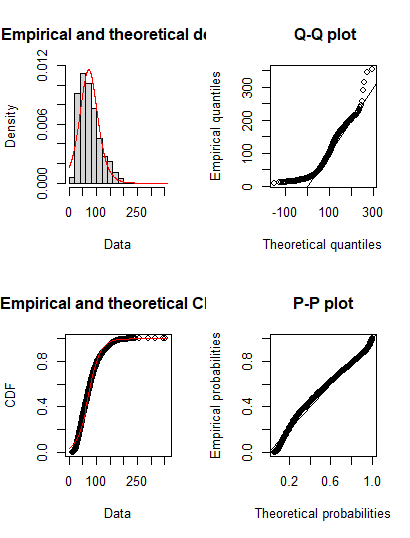 Empirical and theoretical de
Density
0.000
0.006
0.012
0
100
250
Data
Q-Q plot
Empirical quantiles
0
100
200
300
-100
0
100
300
Theoretical quantiles
Empirical and theoretical CI
CDF
0.0
0.4
0.8
0
100
250
Data
P-P plot
Empirical probabilities
0.0
0.4
0.8
0.2
0.6
1.0
Theoretical probabilities